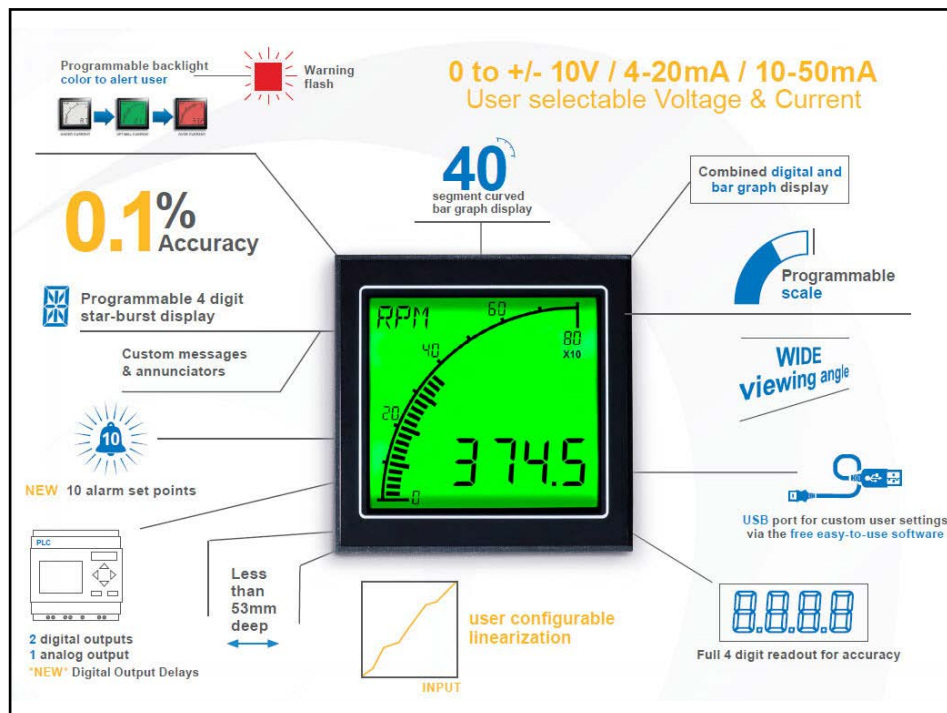 Programmable backlight
color to alert user
Warning
flash
0 to +/- 10V / 4-20mA / 10-50mA
User selectable Voltage & Current
40
segment curved
bar graph display
Combined digital and
bar graph display
0.1%
Accuracy
Programmable
scale
Programmable 4 digit
star-burst display
Custom messages
& annunciators
WIDE
viewing angle
RPM
60
80
X10
40
20
0
374.5
10
NEW 10 alarm set points
USB port for custom user settings
via the free easy-to-use software
PLC
Less
than
53mm
deep
2 digital outputs
1 analog output
*NEW* Digital Output Delays
user configurable
linearization
INPUT
8.8.8.8
Full 4 digit readout for accuracy